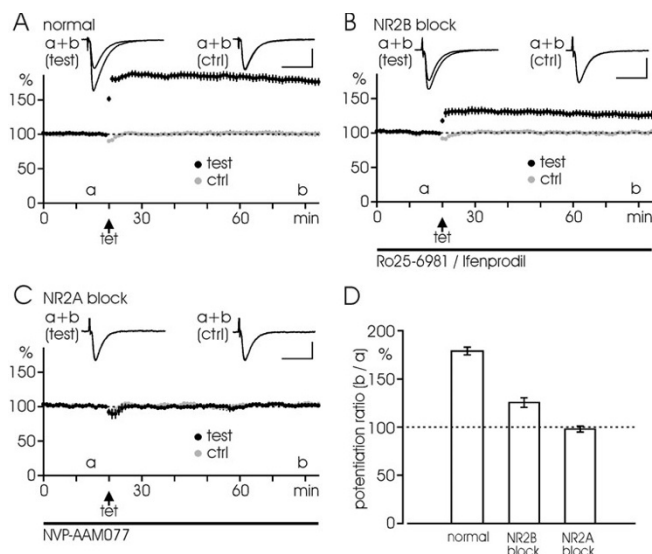 A normal
a+b
(test)
a+b
(ctrl)
%
150
100
50
0
test
ctrl
a
b
0
30
60
min
tet
B NR2B block
a+b
(test)
a+b
(ctrl)
%
150
100
50
0
test
ctrl
a
b
0
30
60
min
tet
Ro25-6981 / Ifenprodil
C NR2A block
a+b
(test)
a+b
(ctrl)
%
150
100
50
0
test
ctrl
a
b
0
30
60
min
tet
NVP-AAM077
D
potentiation ratio (b / a)
%
200
150
100
50
0
normal
NR2B
block
NR2A
block